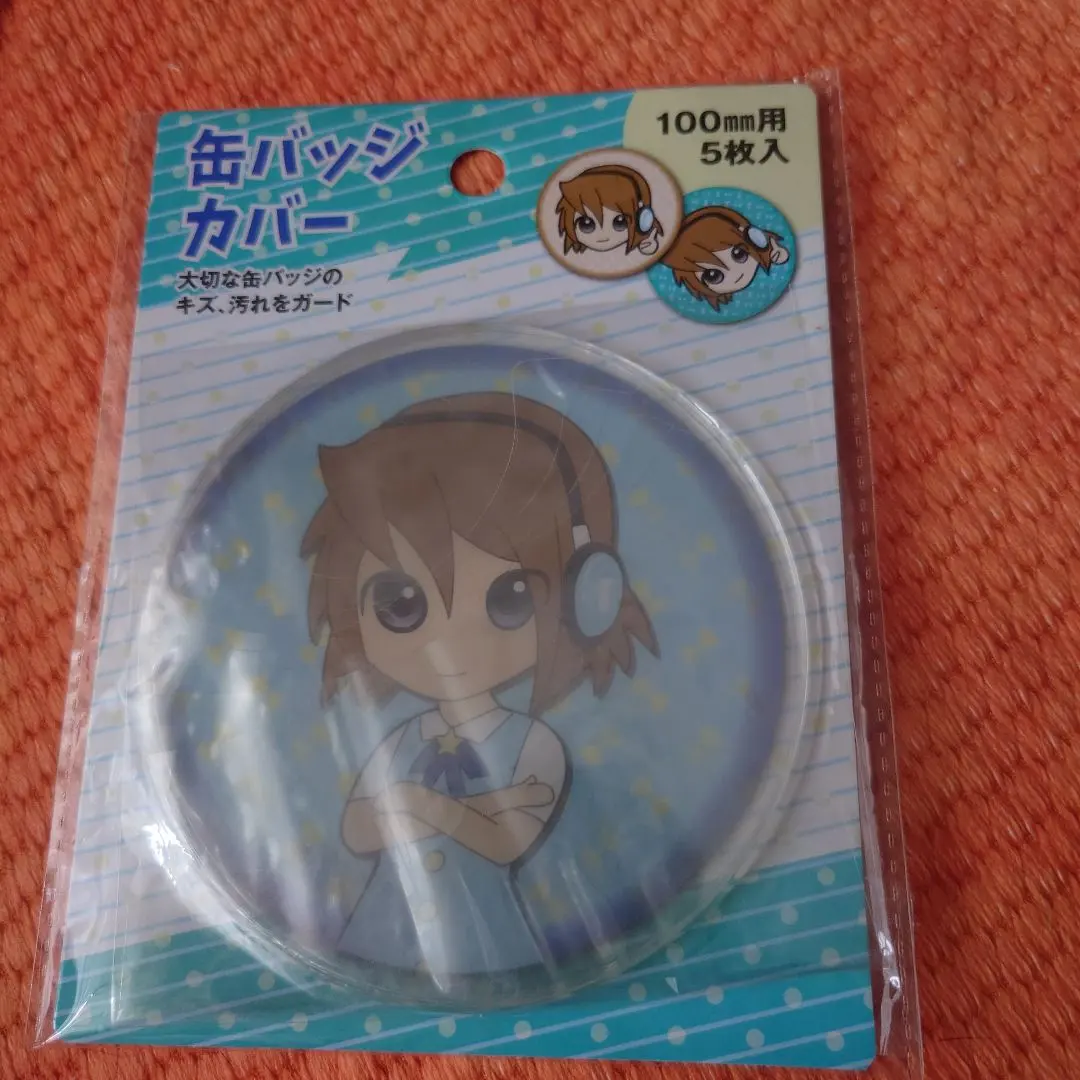 缶バッジ
カバー
大切な缶バッジの
キズ、汚れをガード
100mm用
5枚入